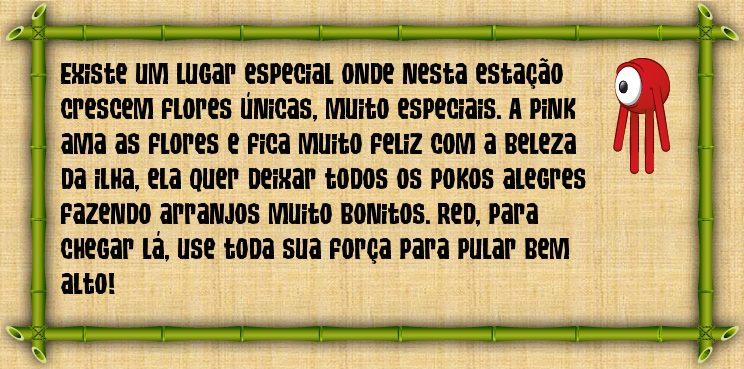 Existe um lugar especial onde nesta estação
crescem flores únicas, muito especiais. A Pink
ama as flores e fica muito feliz com a beleza
da ilha, ela quer deixar todos os Pokos alegres
fazendo arranjos muito bonitos. Red, para
chegar lá, use toda sua força para pular bem
alto!